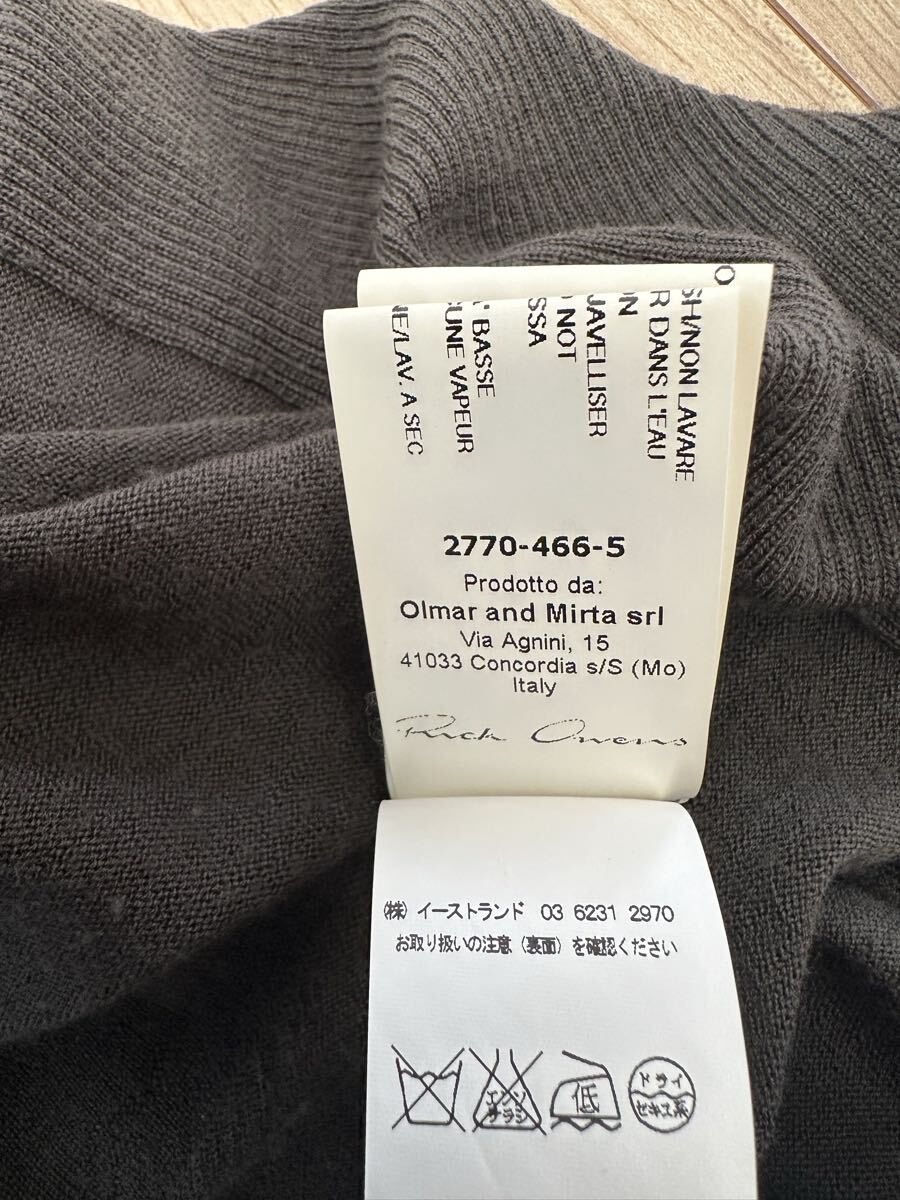 O
SH/NON LAVARE
R DANS L'EAU
ON
JAVELLISER
O NOT
SSA
A' BASSE
UNE VAPEUR
NE/LAV. A SEC
2770-466-5
Prodotto da:
Olmar and Mirta srl
Via Agnini, 15
41033 Concordia s/S (Mo)
Italy
Rick Owens
㈱ イーストランド 03 6231 2970
お取り扱いの注意（裏面）を確認ください
エンソ
サラシ
低
ドライ
セキユ系